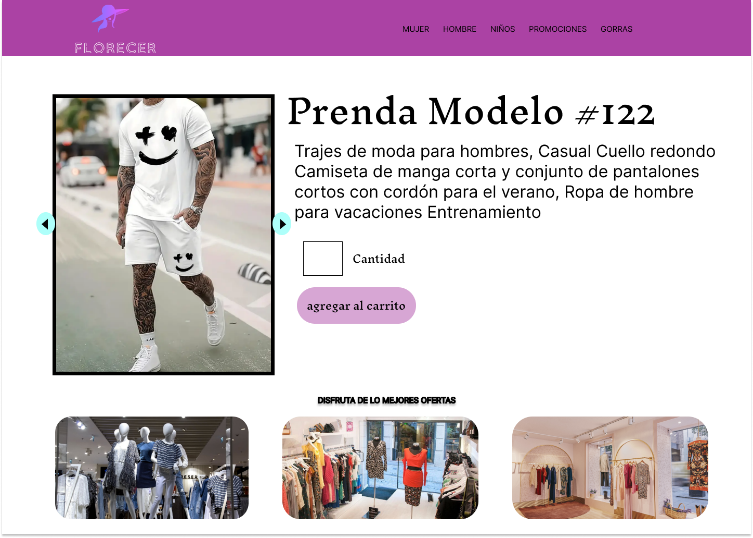 FLORECER
MUJER HOMBRE NIÑOS PROMOCIONES GORRAS
Prenda Modelo #122
Trajes de moda para hombres, Casual Cuello redondo
Camiseta de manga corta y conjunto de pantalones
cortos con cordón para el verano, Ropa de hombre
para vacaciones Entrenamiento
Cantidad
agregar al carrito
DISFRUTA DE LO MEJORES OFERTAS